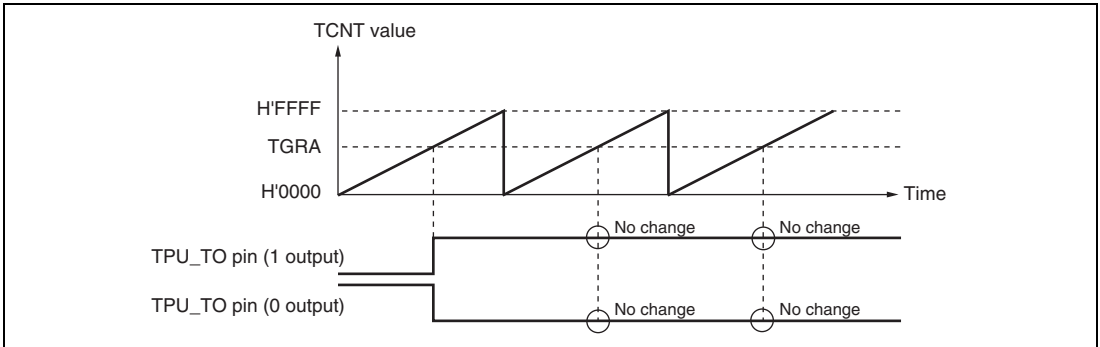 TCNT value
H'FFFF
TGRA
H'0000
Time
No change
No change
TPU_TO pin (1 output)
TPU_TO pin (0 output)
No change
No change